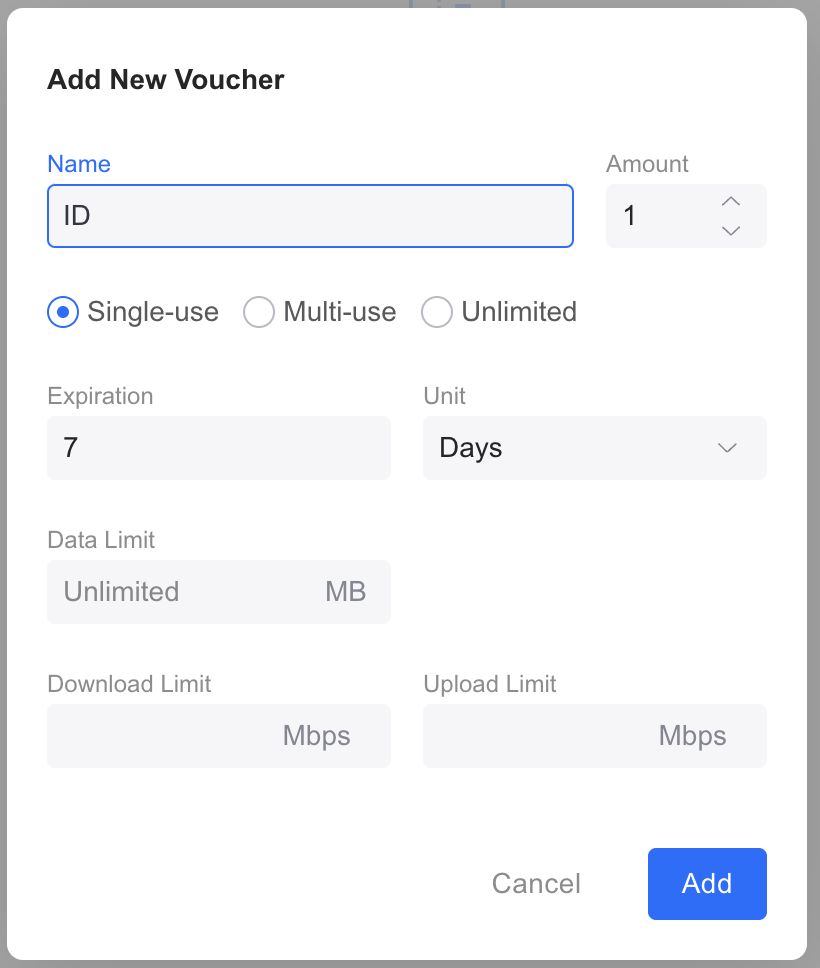 Add New Voucher
Name
Amount
ID
1
Single-use
Multi-use
Unlimited
Expiration
Unit
7
Days
Data Limit
Unlimited
MB
Download Limit
Upload Limit
Mbps
Mbps
Cancel
Add